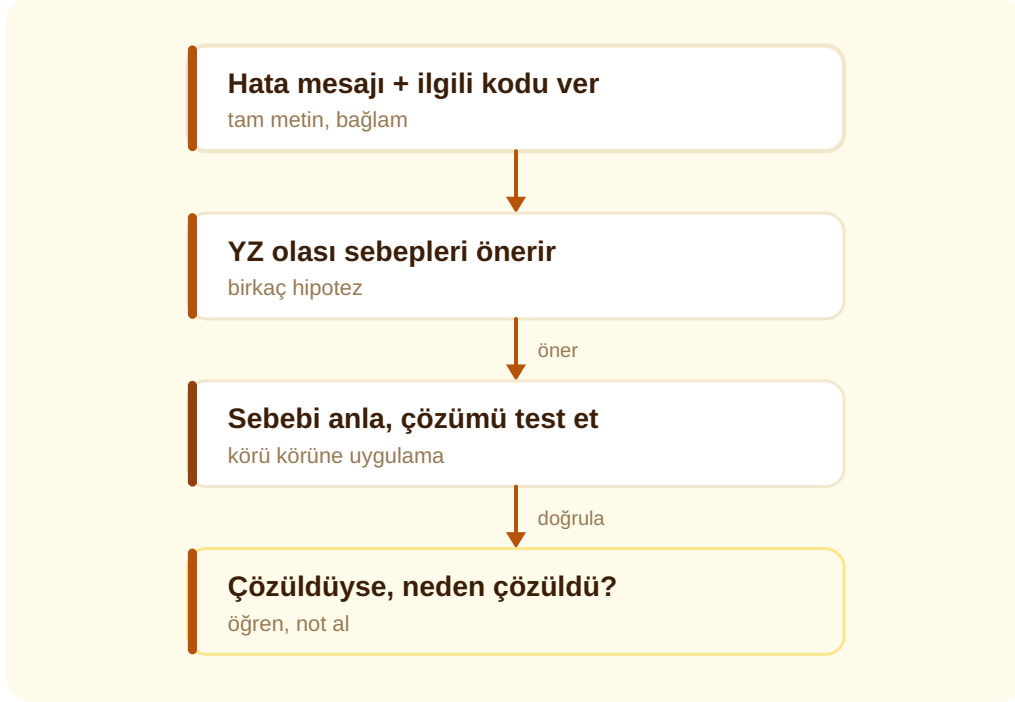 Hata mesajı + ilgili kodu ver
tam metin, bağlam
YZ olası sebepleri önerir
birkaç hipotez
öner
Sebebi anla, çözümü test et
körü körüne uygulama
doğrula
Çözüldüyse, neden çözüldü?
öğren, not al